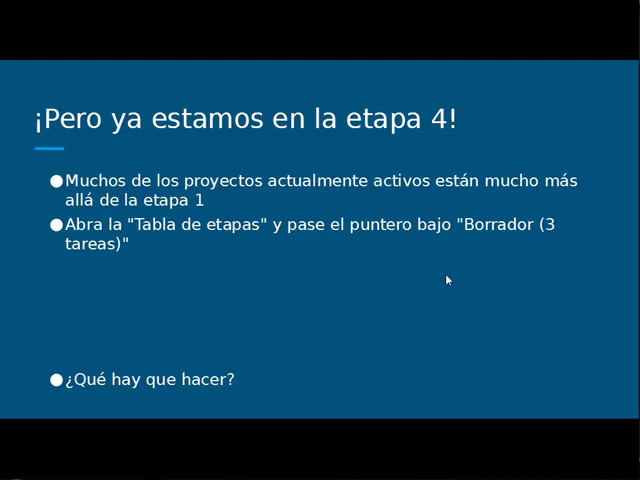 ¡Pero ya estamos en la etapa 4!
●Muchos de los proyectos actualmente activos están mucho más
allá de la etapa 1
●Abra la "Tabla de etapas" y pase el puntero bajo "Borrador (3
tareas)"
●¿Qué hay que hacer?